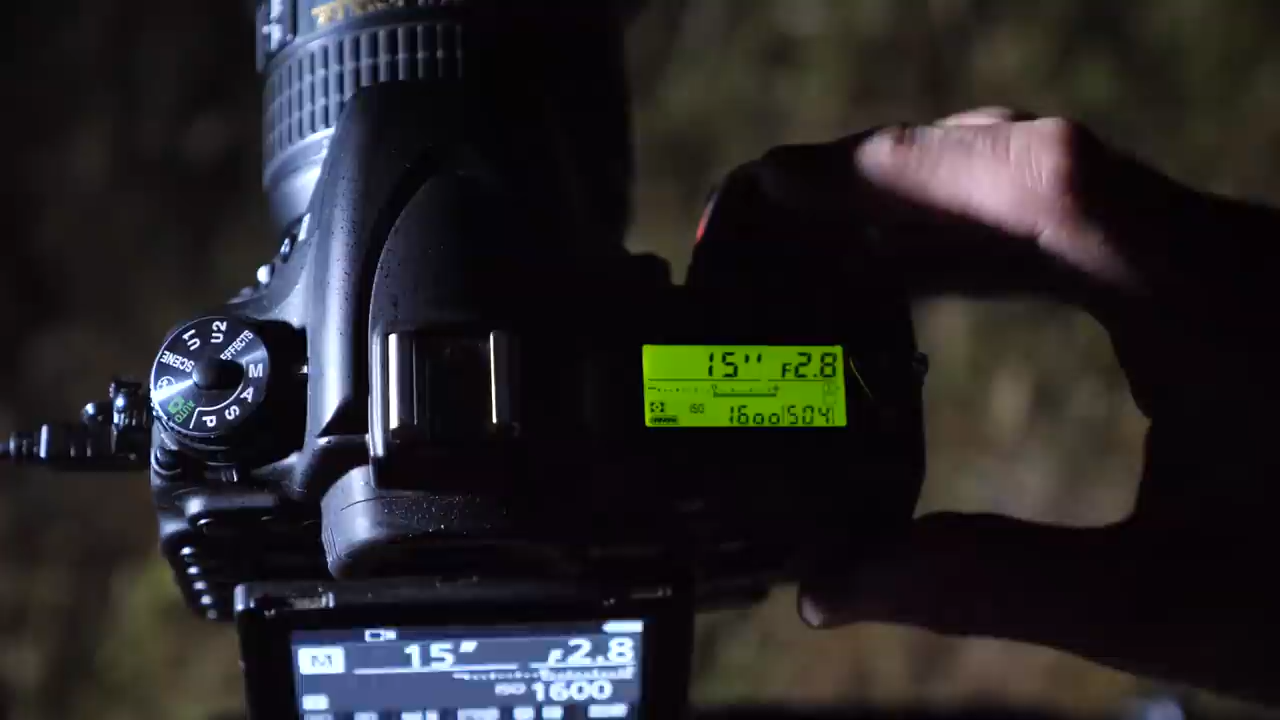 U1
U2
EFFECTS
SCENE
M
A
S
P
AUTO
15" F2.8
ISO 1600 [504]
M 15" F2.8
ISO 1600